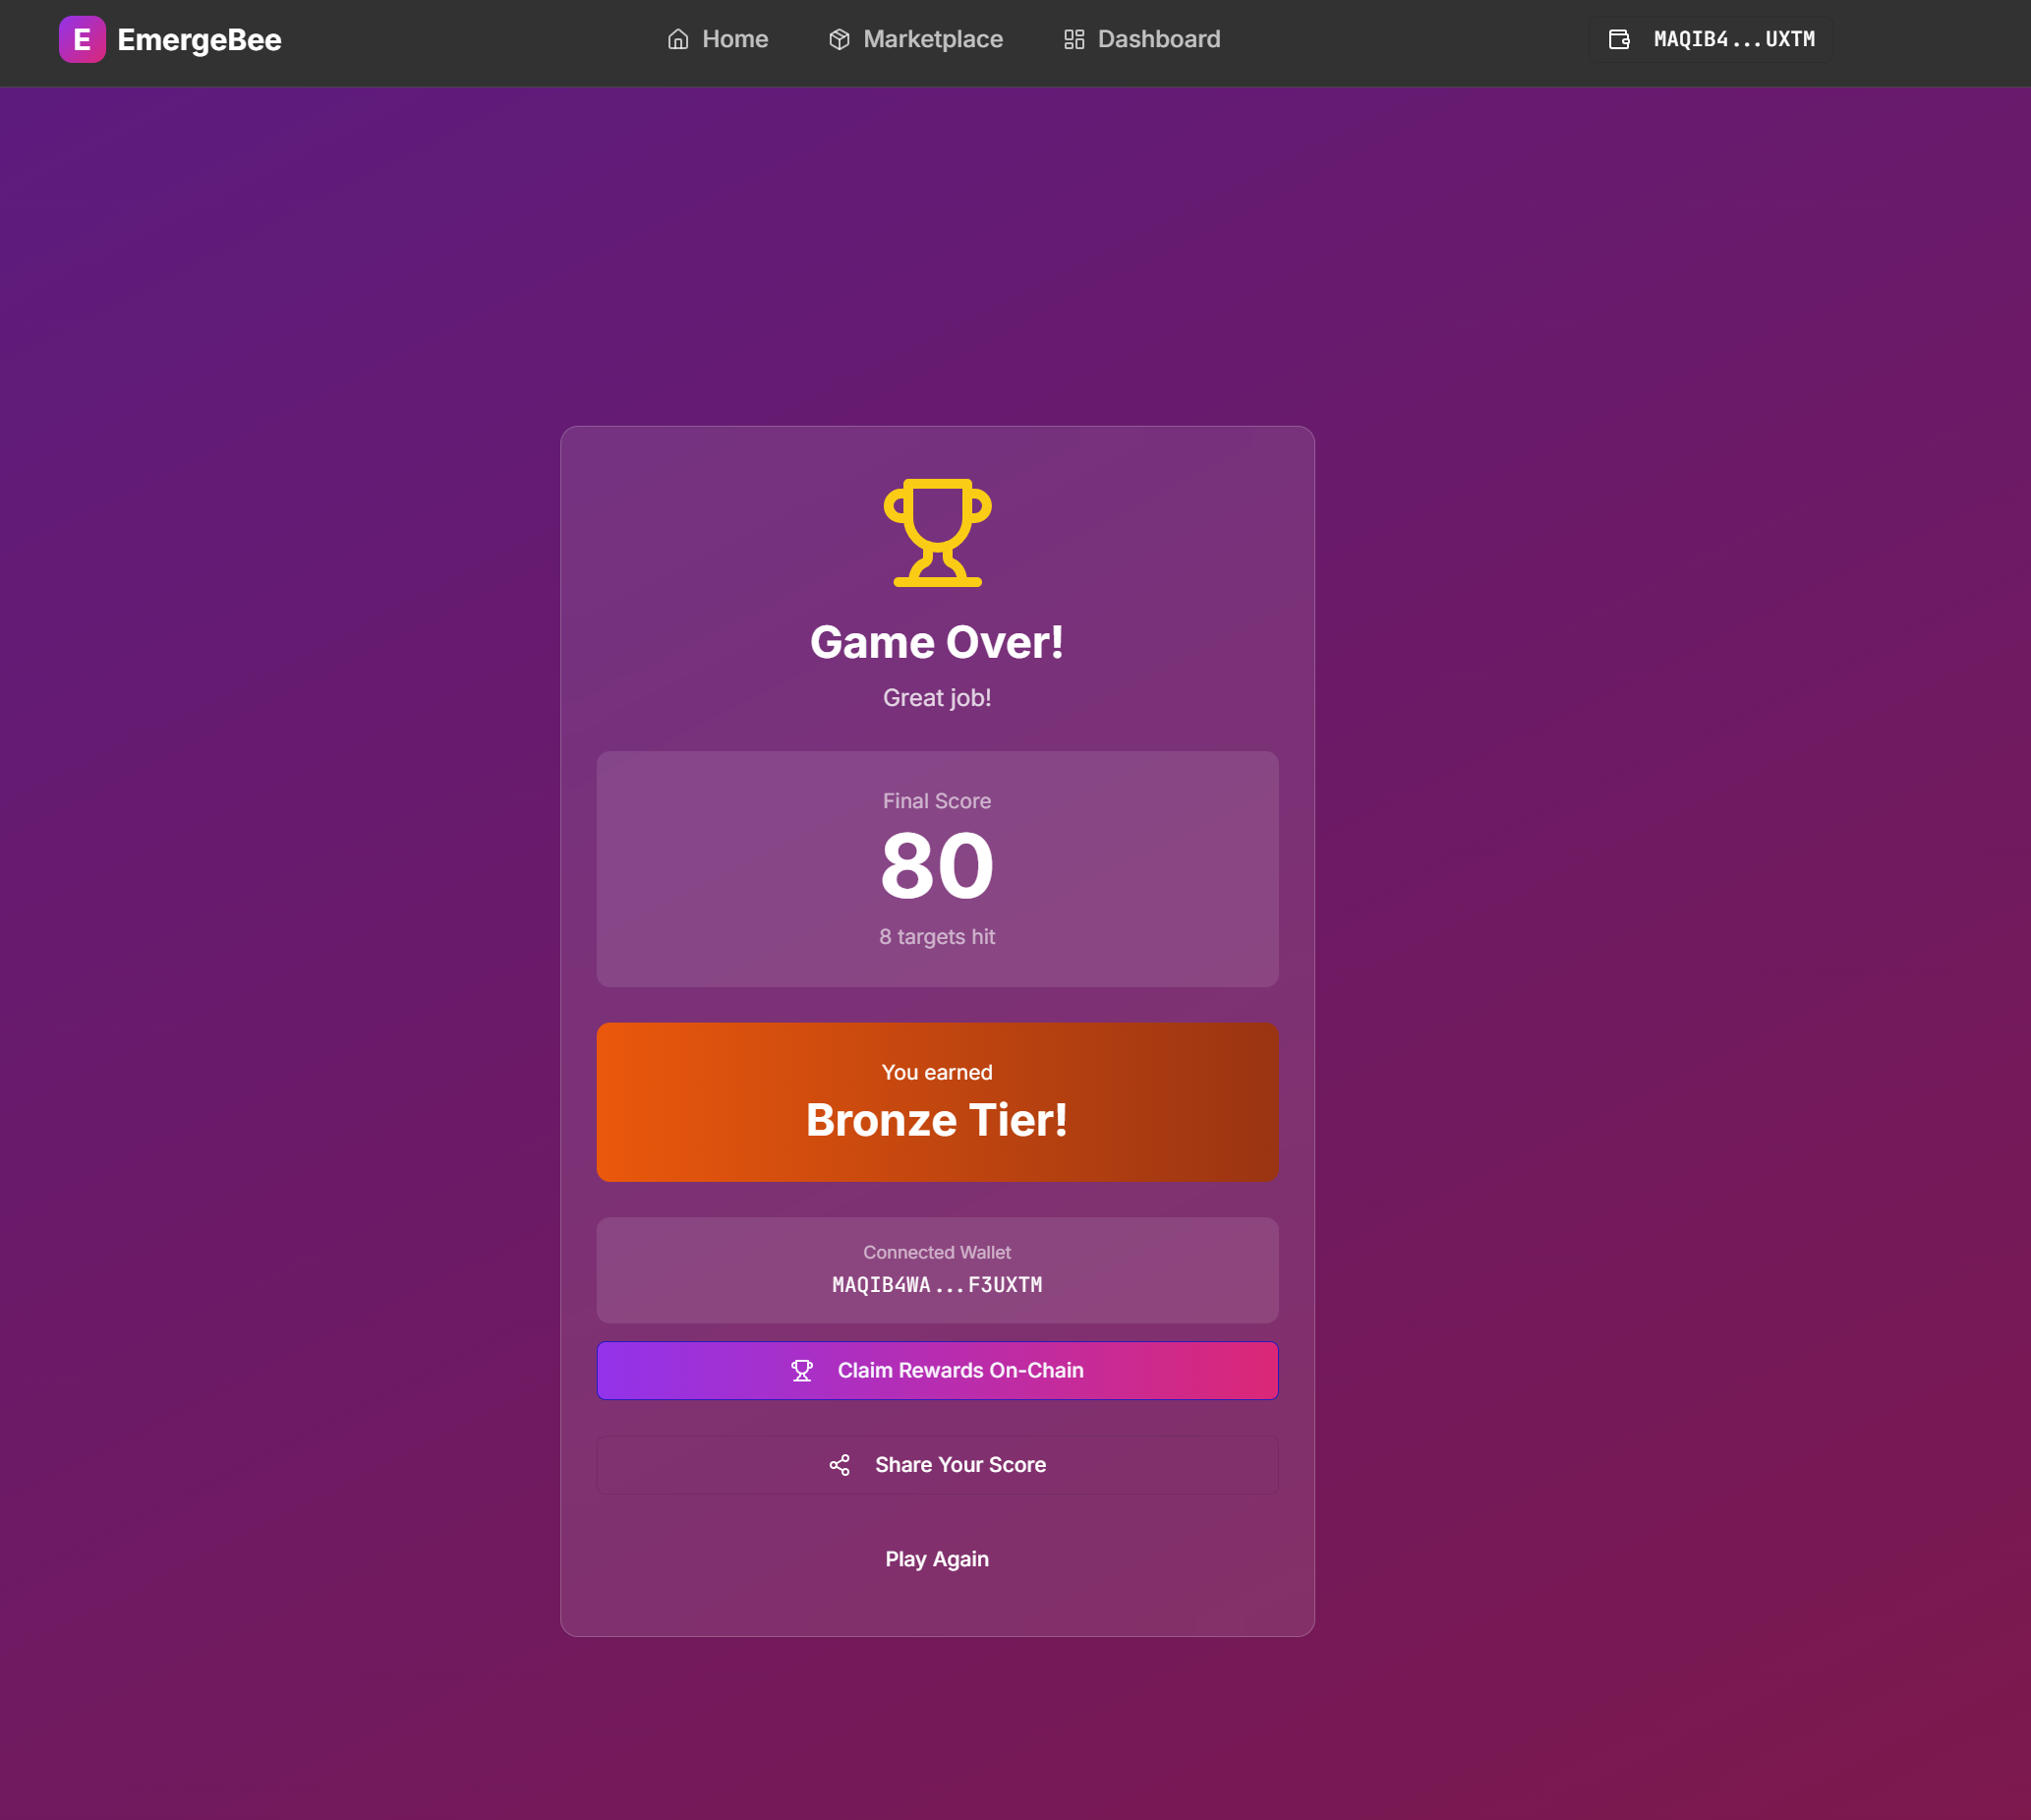 E EmergeBee
Home
Marketplace
Dashboard
MAQIB4...UXTM
Game Over!
Great job!
Final Score
80
8 targets hit
You earned
Bronze Tier!
Connected Wallet
MAQIB4WA...F3UXTM
Claim Rewards On-Chain
Share Your Score
Play Again